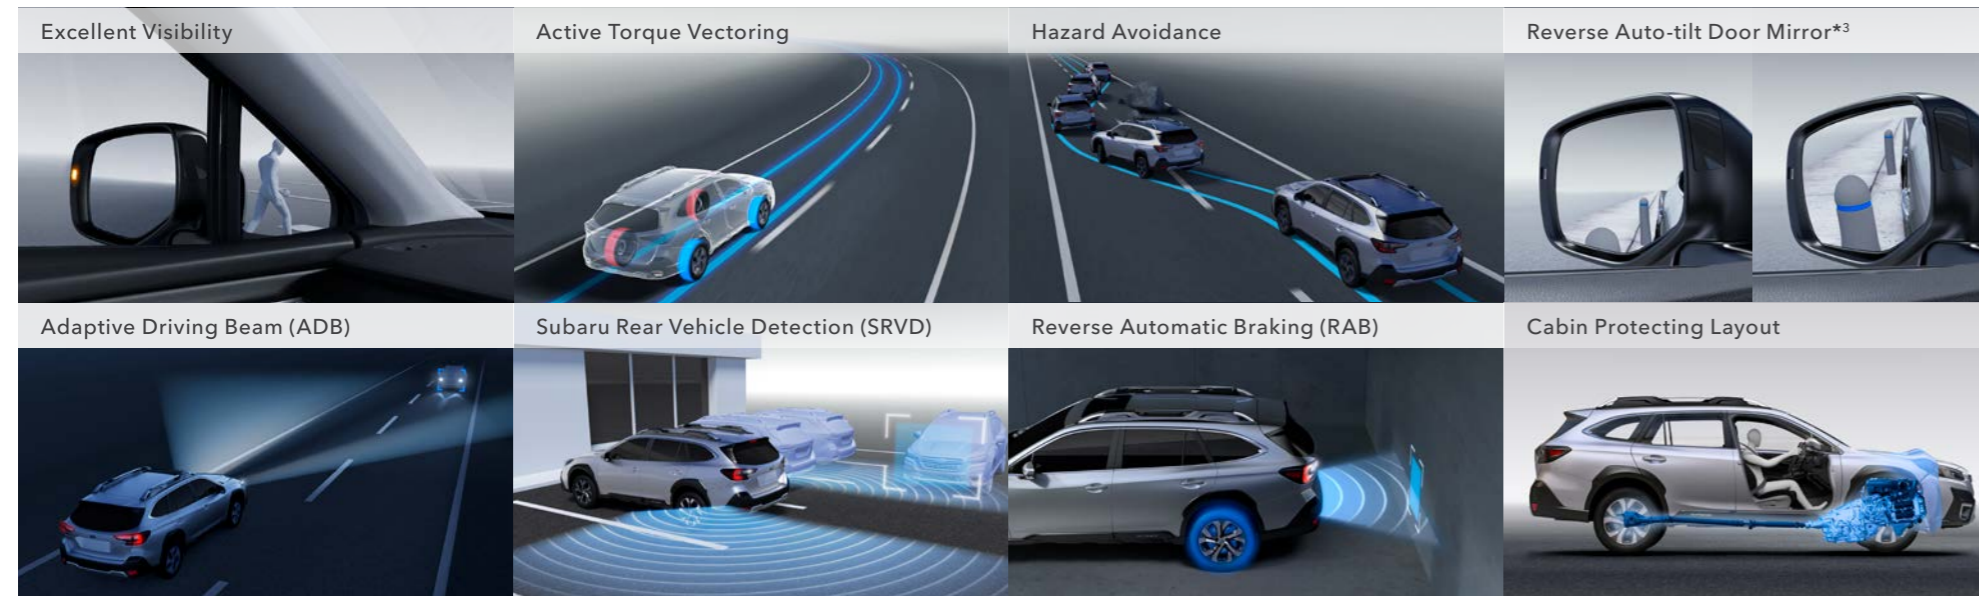 Excellent Visibility
Active Torque Vectoring
Hazard Avoidance
Reverse Auto-tilt Door Mirror*3
Adaptive Driving Beam (ADB)
Subaru Rear Vehicle Detection (SRVD)
Reverse Automatic Braking (RAB)
Cabin Protecting Layout